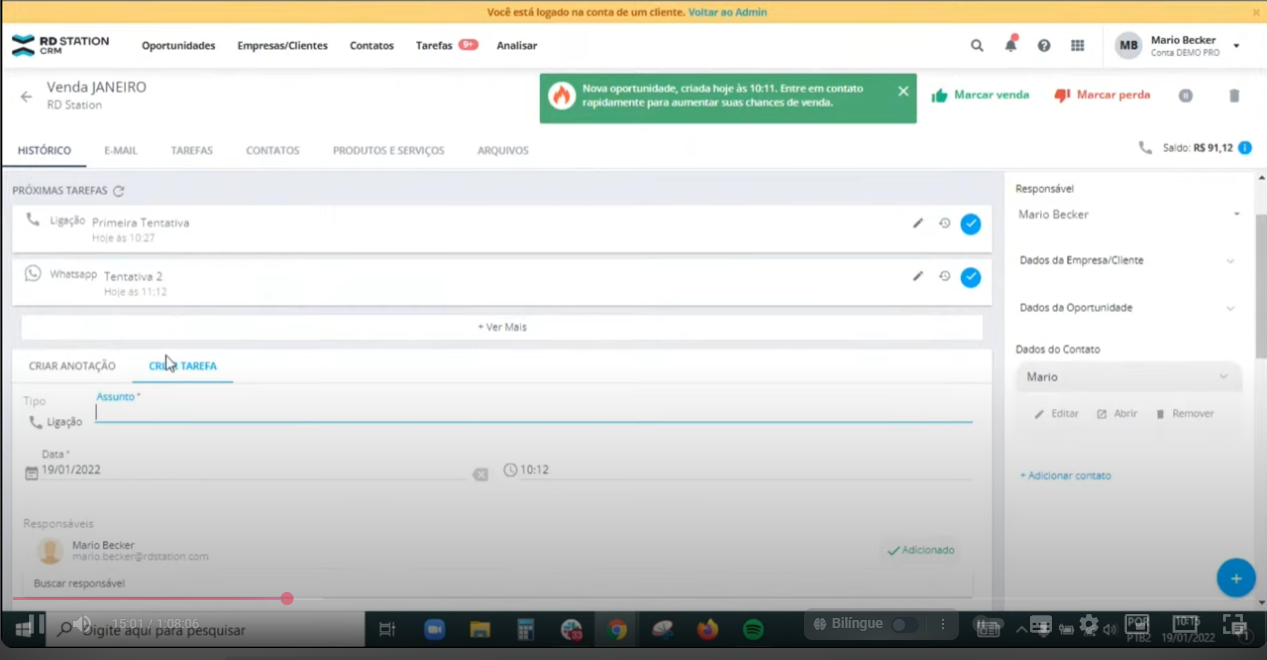 Você está logado na conta de um cliente. Voltar ao Admin
RD STATION
CRM
Oportunidades
Empresas/Clientes
Contatos
Tarefas
9+
Analisar
MB
Mario Becker
Conta DEMO PRO
Venda JANEIRO
RD Station
Nova oportunidade, criada hoje às 10:11. Entre em contato
rapidamente para aumentar suas chances de venda.
Marcar venda
Marcar perda
HISTÓRICO
E-MAIL
TAREFAS
CONTATOS
PRODUTOS E SERVIÇOS
ARQUIVOS
Saldo: R$ 91,12
PRÓXIMAS TAREFAS
Ligação
Primeira Tentativa
Hoje às 10:27
Whatsapp
Tentativa 2
Hoje às 11:12
+ Ver Mais
CRIAR ANOTAÇÃO
TAREFA
Tipo
Assunto *
Ligação
Data *
19/01/2022
10:12
Responsáveis
Mario Becker
mario.becker@rdstation.com
Adicionado
Buscar responsável
Responsável
Mario Becker
Dados da Empresa/Cliente
Dados da Oportunidade
Dados do Contato
Mario
Editar
Abrir
Remover
+ Adicionar contato
+
15:01 / 1:08:06
Digite aqui para pesquisar
Bilíngue
POR
PTB2
10:15
19/01/2022
1